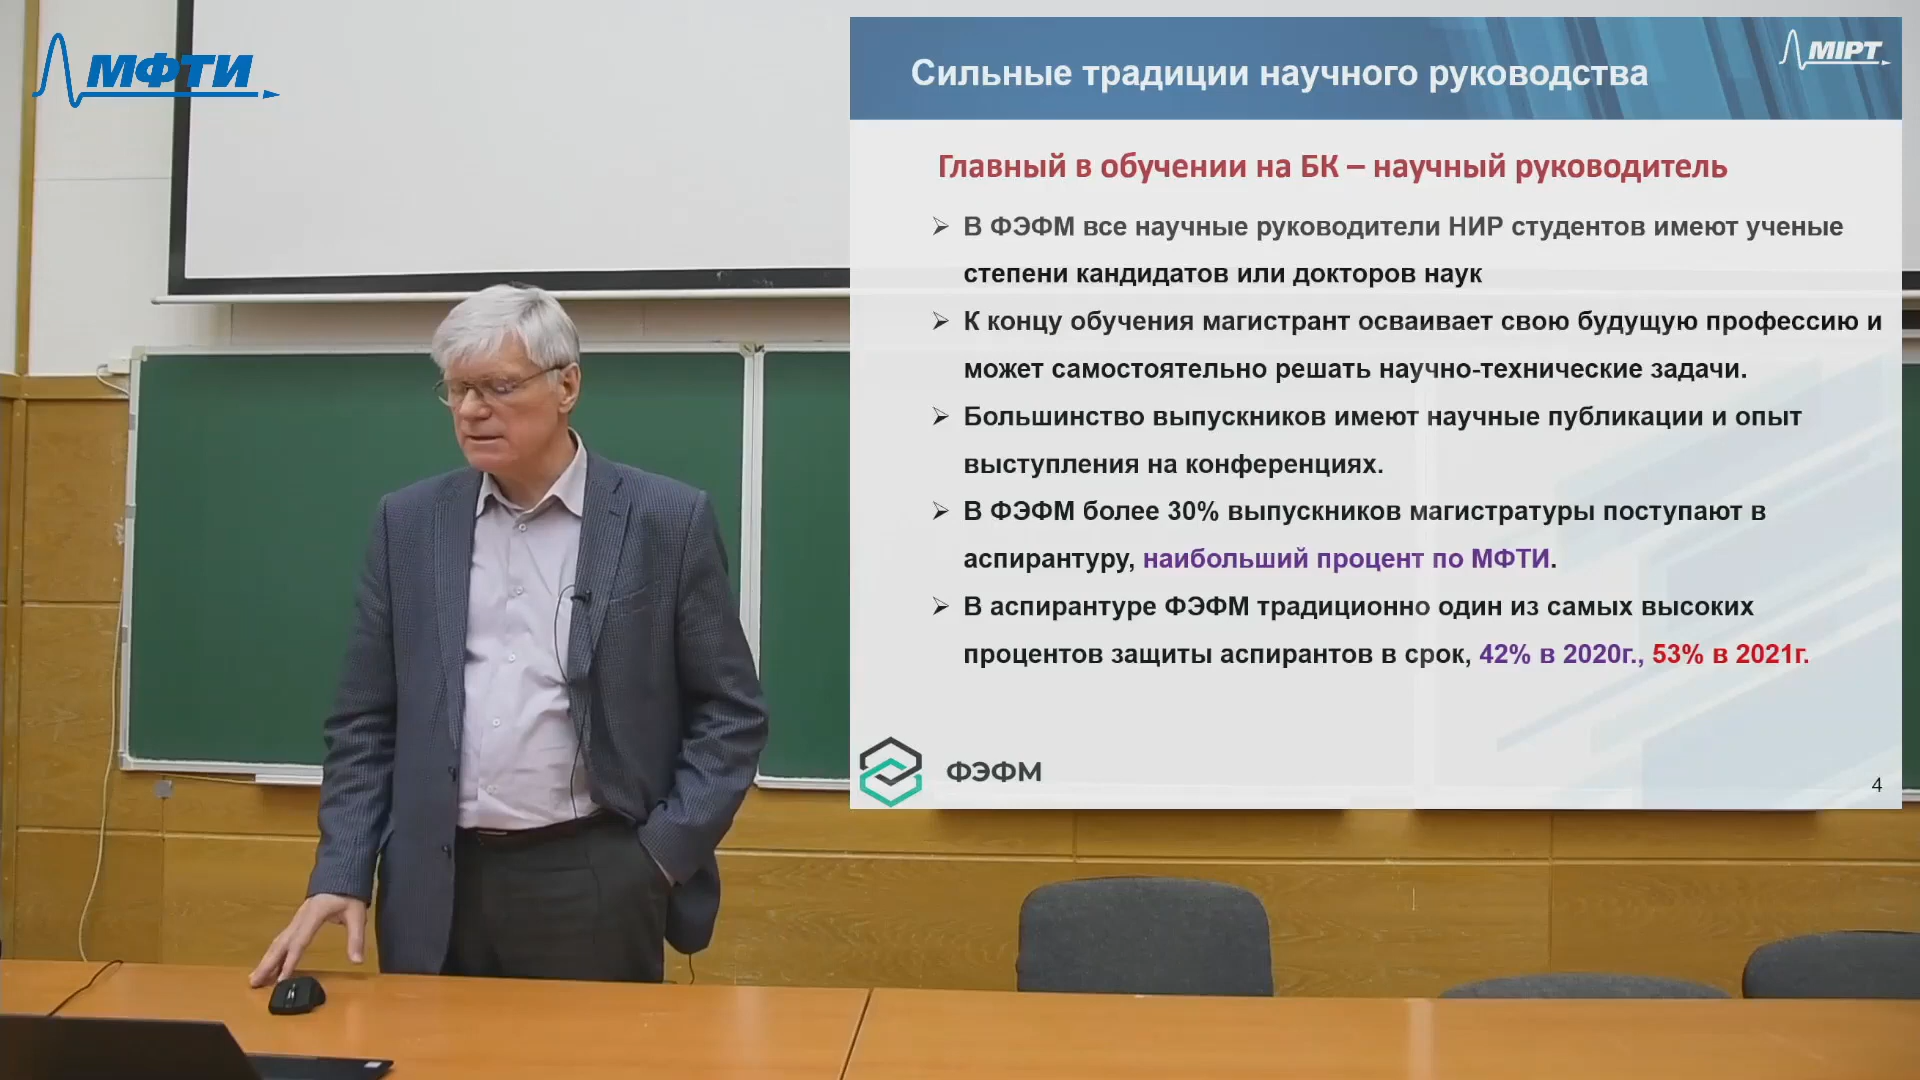 МФТИ
Сильные традиции научного руководства
MIPT
Главный в обучении на БК – научный руководитель
В ФЭФМ все научные руководители НИР студентов имеют ученые
степени кандидатов или докторов наук
К концу обучения магистрант осваивает свою будущую профессию и
может самостоятельно решать научно-технические задачи.
Большинство выпускников имеют научные публикации и опыт
выступления на конференциях.
В ФЭФМ более 30% выпускников магистратуры поступают в
аспирантуру, наибольший процент по МФТИ.
В аспирантуре ФЭФМ традиционно один из самых высоких
процентов защиты аспирантов в срок, 42% в 2020г., 53% в 2021г.
ФЭФМ
4